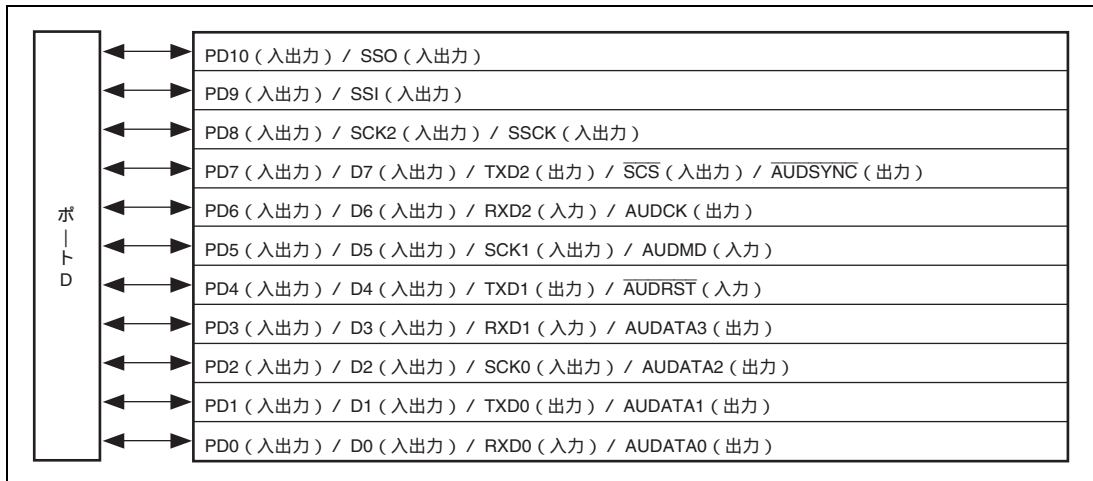 ポートD
PD10（入出力）/ SSO（入出力）
PD9（入出力）/ SSI（入出力）
PD8（入出力）/ SCK2（入出力）/ SSCK（入出力）
PD7（入出力）/ D7（入出力）/ TXD2（出力）/ S̅C̅S̅（入出力）/ A̅U̅D̅S̅Y̅N̅C̅（出力）
PD6（入出力）/ D6（入出力）/ RXD2（入力）/ AUDCK（出力）
PD5（入出力）/ D5（入出力）/ SCK1（入出力）/ AUDMD（入力）
PD4（入出力）/ D4（入出力）/ TXD1（出力）/ A̅U̅D̅R̅S̅T̅（入力）
PD3（入出力）/ D3（入出力）/ RXD1（入力）/ AUDATA3（出力）
PD2（入出力）/ D2（入出力）/ SCK0（入出力）/ AUDATA2（出力）
PD1（入出力）/ D1（入出力）/ TXD0（出力）/ AUDATA1（出力）
PD0（入出力）/ D0（入出力）/ RXD0（入力）/ AUDATA0（出力）